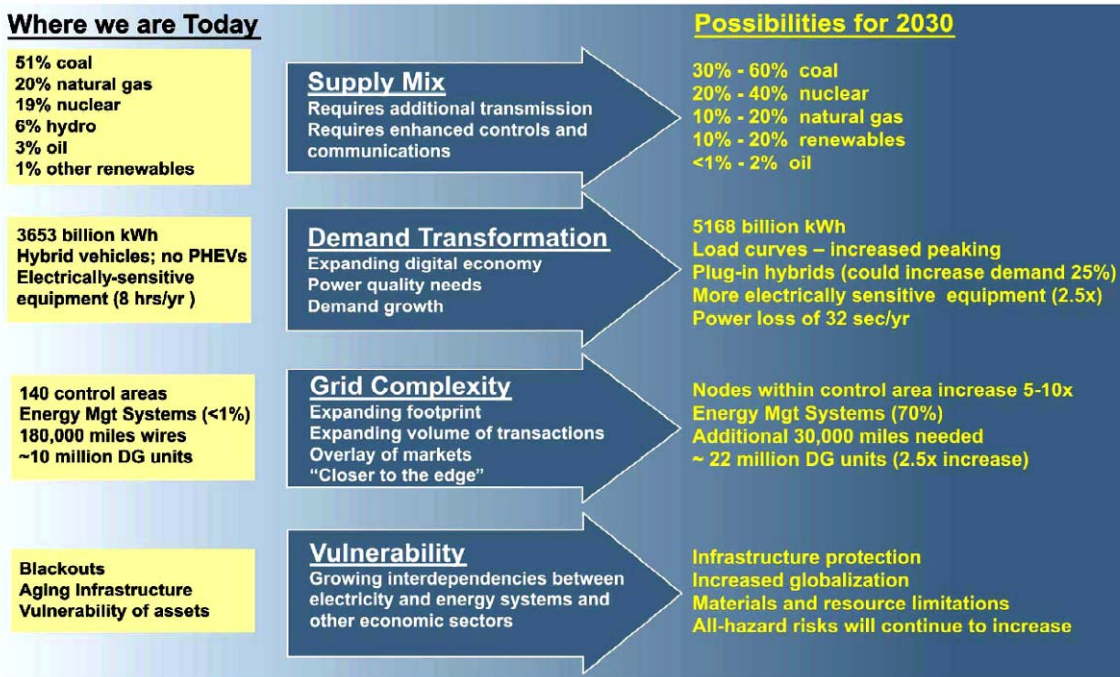 Where we are Today
Possibilities for 2030
51% coal
20% natural gas
19% nuclear
6% hydro
3% oil
1% other renewables
Supply Mix
Requires additional transmission
Requires enhanced controls and
communications
30% - 60% coal
20% - 40% nuclear
10% - 20% natural gas
10% - 20% renewables
<1% - 2% oil
3653 billion kWh
Hybrid vehicles; no PHEVs
Electrically-sensitive
equipment (8 hrs/yr )
Demand Transformation
Expanding digital economy
Power quality needs
Demand growth
5168 billion kWh
Load curves – increased peaking
Plug-in hybrids (could increase demand 25%)
More electrically sensitive equipment (2.5x)
Power loss of 32 sec/yr
140 control areas
Energy Mgt Systems (<1%)
180,000 miles wires
~10 million DG units
Grid Complexity
Expanding footprint
Expanding volume of transactions
Overlay of markets
“Closer to the edge”
Nodes within control area increase 5-10x
Energy Mgt Systems (70%)
Additional 30,000 miles needed
~ 22 million DG units (2.5x increase)
Blackouts
Aging Infrastructure
Vulnerability of assets
Vulnerability
Growing interdependencies between
electricity and energy systems and
other economic sectors
Infrastructure protection
Increased globalization
Materials and resource limitations
All-hazard risks will continue to increase